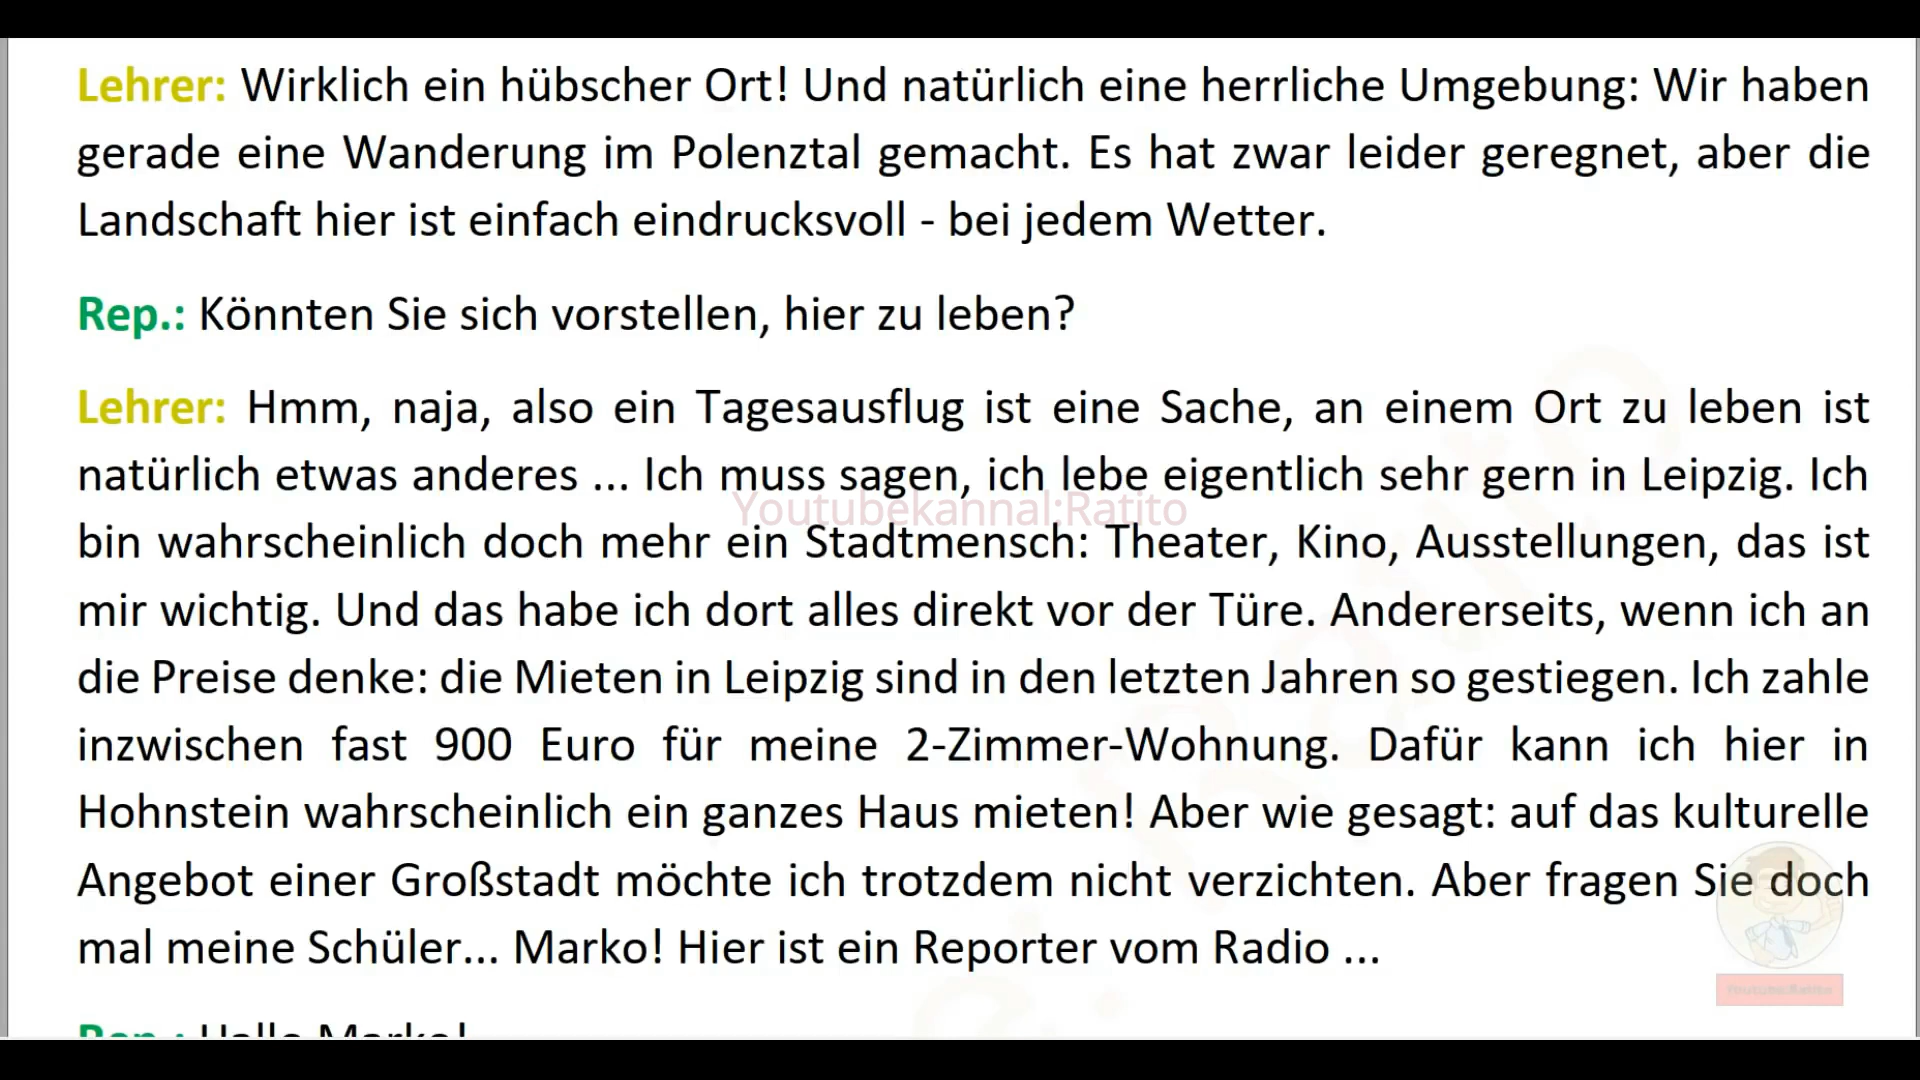 Lehrer: Wirklich ein hübscher Ort! Und natürlich eine herrliche Umgebung: Wir haben
gerade eine Wanderung im Polenztal gemacht. Es hat zwar leider geregnet, aber die
Landschaft hier ist einfach eindrucksvoll - bei jedem Wetter.
Rep.: Könnten Sie sich vorstellen, hier zu leben?
Lehrer: Hmm, naja, also ein Tagesausflug ist eine Sache, an einem Ort zu leben ist
natürlich etwas anderes ... Ich muss sagen, ich lebe eigentlich sehr gern in Leipzig. Ich
Youtubekannal:Ratito
bin wahrscheinlich doch mehr ein Stadtmensch: Theater, Kino, Ausstellungen, das ist
mir wichtig. Und das habe ich dort alles direkt vor der Türe. Andererseits, wenn ich an
die Preise denke: die Mieten in Leipzig sind in den letzten Jahren so gestiegen. Ich zahle
inzwischen fast 900 Euro für meine 2-Zimmer-Wohnung. Dafür kann ich hier in
Hohnstein wahrscheinlich ein ganzes Haus mieten! Aber wie gesagt: auf das kulturelle
Angebot einer Großstadt möchte ich trotzdem nicht verzichten. Aber fragen Sie doch
mal meine Schüler... Marko! Hier ist ein Reporter vom Radio ...
Youtube:Ratito
Rep.: Hallo Marko!